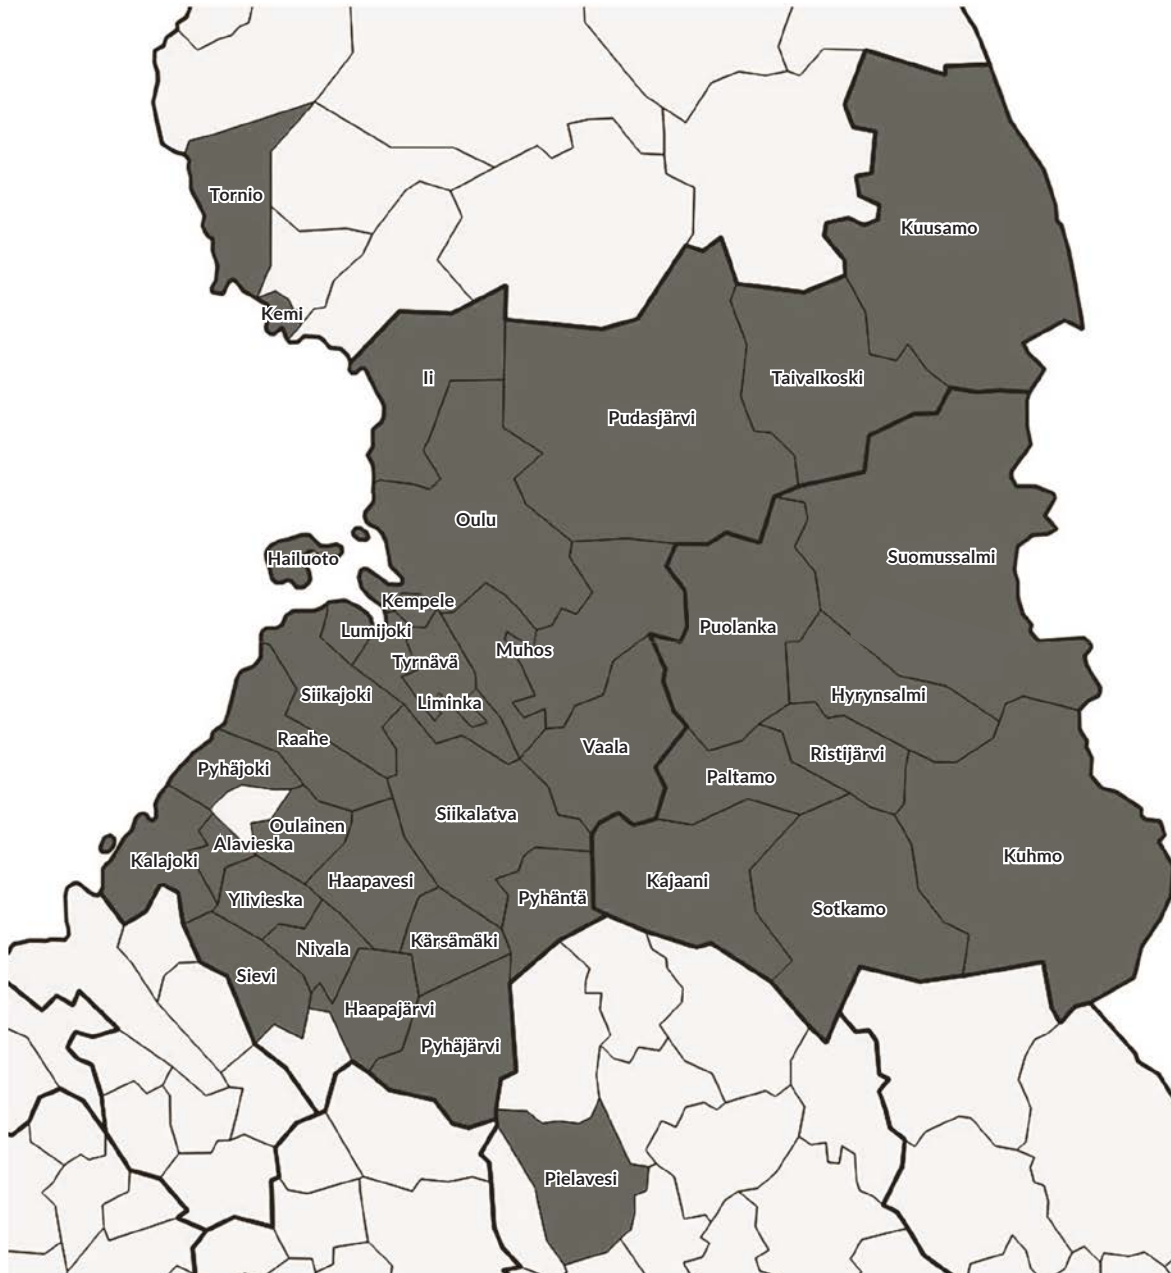 Tornio
Kuusamo
Kemi
Ii
Taivalkoski
Pudasjärvi
Oulu
Hailuoto
Suomussalmi
Kempele
Lumijoki
Puolanka
Muhos
Tyrnävä
Siikajoki
Liminka
Hyrynsalmi
Raahe
Vaala
Ristijärvi
Pyhäjoki
Paltamo
Siikalatva
Oulainen
Alavieska
Kalajoki
Kuhmo
Haapavesi
Kajaani
Ylivieska
Pyhäntä
Sotkamo
Nivala
Kärsämäki
Sievi
Haapajärvi
Pyhäjärvi
Pielavesi